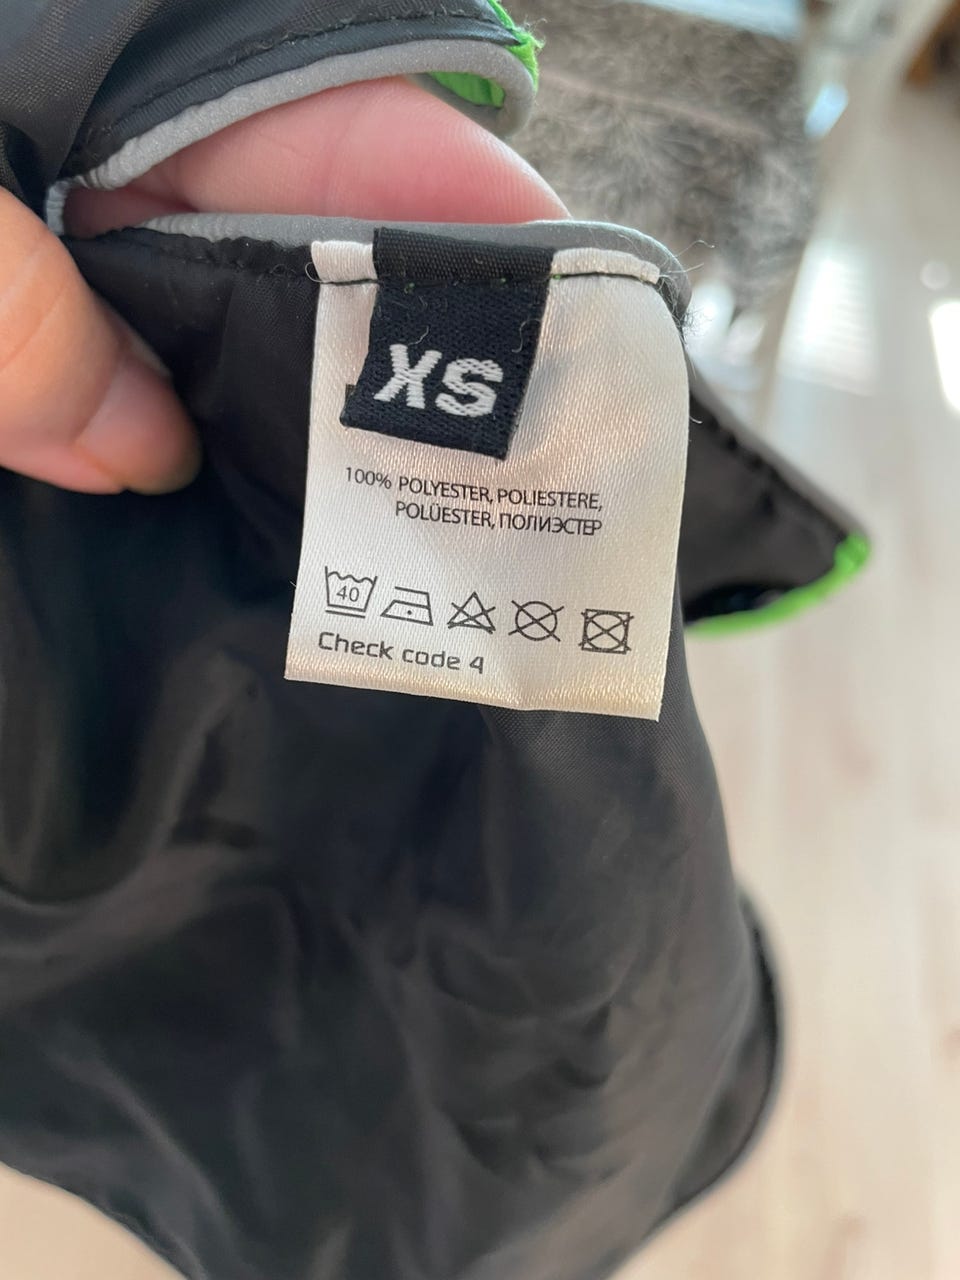 XS
100% POLYESTER, POLIESTERE,
POLÜESTER, ПОЛИЭСТЕР
40
Check code 4